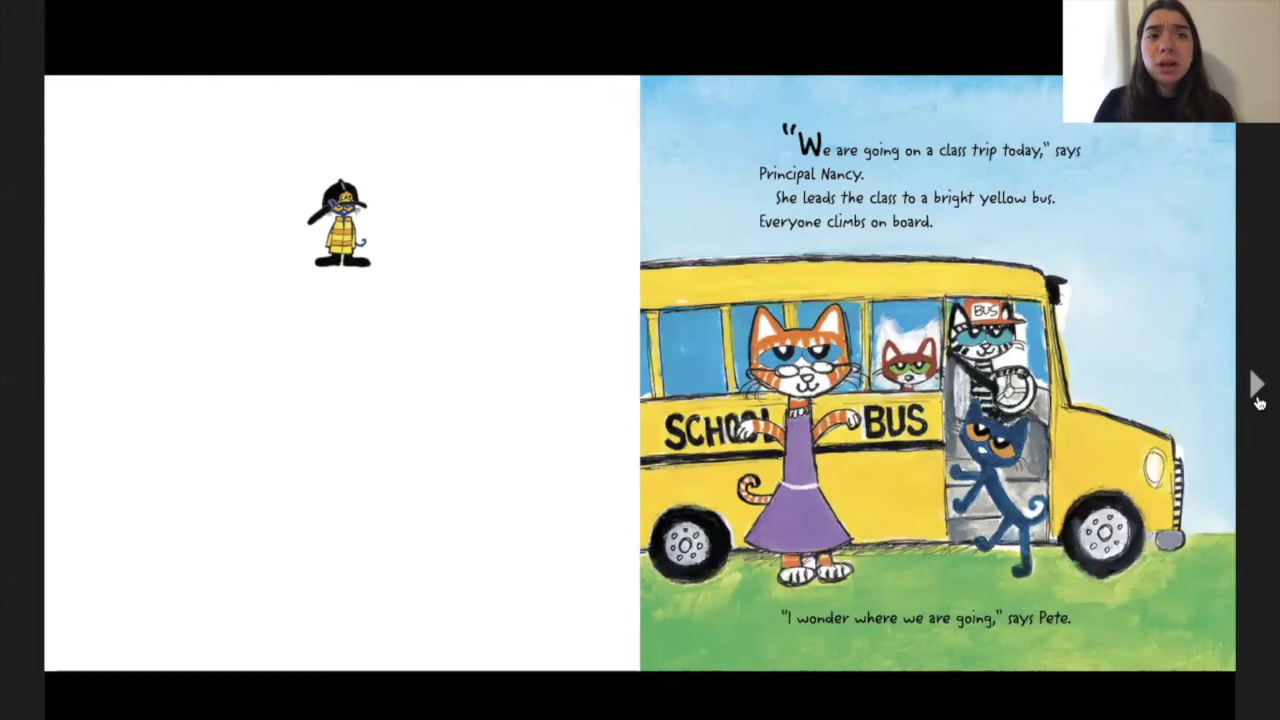 “We are going on a class trip today,” says
Principal Nancy.
She leads the class to a bright yellow bus.
Everyone climbs on board.
BUS
SCHOOL BUS
“I wonder where we are going,” says Pete.